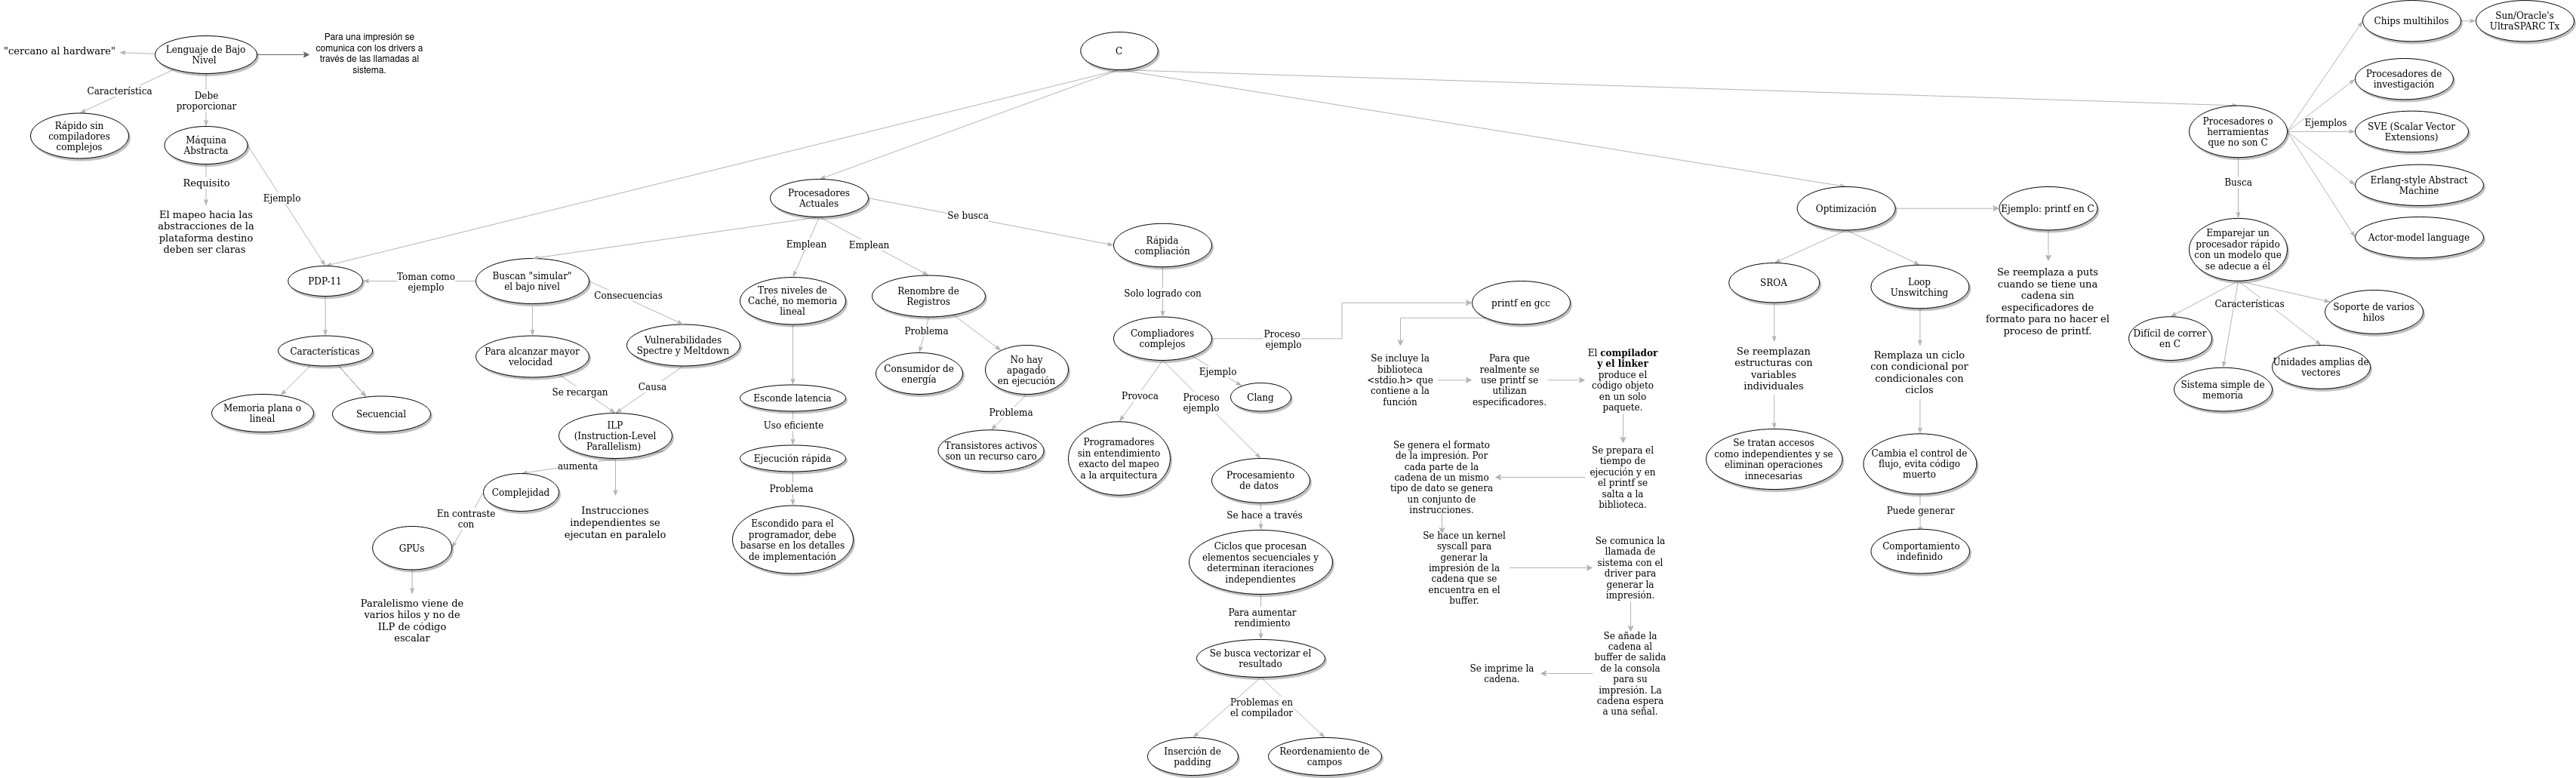 "cercano al hardware"
Lenguaje de Bajo
Nivel
Para una impresión se
comunica con los drivers a
través de las llamadas al
sistema.
Característica
Rápido sin
compiladores
complejos
Debe
proporcionar
Máquina
Abstracta
Requisito
El mapeo hacia las
abstracciones de la
plataforma destino
deben ser claras
Ejemplo
C
PDP-11
Características
Memoria plana o
lineal
Secuencial
Procesadores
Actuales
Toman como
ejemplo
Buscan "simular"
el bajo nivel
Consecuencias
Para alcanzar mayor
velocidad
Vulnerabilidades
Spectre y Meltdown
Se recargan
Causa
ILP
(Instruction-Level
Parallelism)
aumenta
Complejidad
En contraste
con
GPUs
Paralelismo viene de
varios hilos y no de
ILP de código
escalar
Instrucciones
independientes se
ejecutan en paralelo
Emplean
Tres niveles de
Caché, no memoria
lineal
Esconde latencia
Uso eficiente
Ejecución rápida
Problema
Escondido para el
programador, debe
basarse en los detalles
de implementación
Emplean
Renombre de
Registros
Problema
Consumidor de
energía
No hay
apagado
en ejecución
Problema
Transistores activos
son un recurso caro
Se busca
Rápida
compliación
Solo logrado con
Compliadores
complejos
Provoca
Programadores
sin entendimiento
exacto del mapeo
a la arquitectura
Ejemplo
Clang
Proceso
ejemplo
Procesamiento
de datos
Se hace a través
Ciclos que procesan
elementos secuenciales y
determinan iteraciones
independientes
Para aumentar
rendimiento
Se busca vectorizar el
resultado
Problemas en
el compilador
Inserción de
padding
Reordenamiento de
campos
Proceso
ejemplo
printf en gcc
Se incluye la
biblioteca
<stdio.h> que
contiene a la
función
Para que
realmente se
use printf se
utilizan
especificadores.
El compilador
y el linker
produce el
código objeto
en un solo
paquete.
Se prepara el
tiempo de
ejecución y en
el printf se
salta a la
biblioteca.
Se genera el formato
de la impresión. Por
cada parte de la
cadena de un mismo
tipo de dato se genera
un conjunto de
instrucciones.
Se hace un kernel
syscall para
generar la
impresión de la
cadena que se
encuentra en el
buffer.
Se comunica la
llamada de
sistema con el
driver para
generar la
impresión.
Se añade la
cadena al
buffer de salida
de la consola
para su
impresión. La
cadena espera
a una señal.
Se imprime la
cadena.
Optimización
Ejemplo: printf en C
Se reemplaza a puts
cuando se tiene una
cadena sin
especificadores de
formato para no hacer el
proceso de printf.
SROA
Se reemplazan
estructuras con
variables
individuales
Se tratan accesos
como independientes y se
eliminan operaciones
innecesarias
Loop
Unswitching
Remplaza un ciclo
con condicional por
condicionales con
ciclos
Cambia el control de
flujo, evita código
muerto
Puede generar
Comportamiento
indefinido
Procesadores o
herramientas
que no son C
Ejemplos
Chips multihilos
Sun/Oracle's
UltraSPARC Tx
Procesadores de
investigación
SVE (Scalar Vector
Extensions)
Erlang-style Abstract
Machine
Actor-model language
Busca
Emparejar un
procesador rápido
con un modelo que
se adecue a él
Características
Difícil de correr
en C
Sistema simple de
memoria
Unidades amplias de
vectores
Soporte de varios
hilos